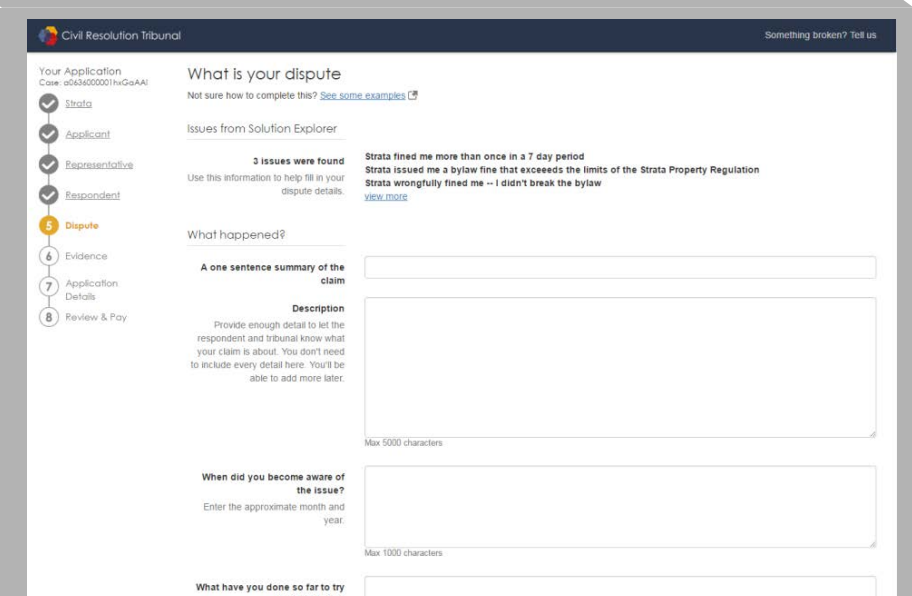 Civil Resolution Tribunal
Something broken? Tell us
Your Application
Case: a0636000001hxGaAAI
Strata
Applicant
Representative
Respondent
5 Dispute
6 Evidence
7 Application
Details
8 Review & Pay
What is your dispute
Not sure how to complete this? See some examples
Issues from Solution Explorer
3 issues were found
Use this information to help fill in your
dispute details.
Strata fined me more than once in a 7 day period
Strata issued me a bylaw fine that exceeeds the limits of the Strata Property Regulation
Strata wrongfully fined me -- I didn't break the bylaw
view more
What happened?
A one sentence summary of the
claim
Description
Provide enough detail to let the
respondent and tribunal know what
your claim is about. You don't need
to include every detail here. You'll be
able to add more later.
Max 5000 characters
When did you become aware of
the issue?
Enter the approximate month and
year.
Max 1000 characters
What have you done so far to try